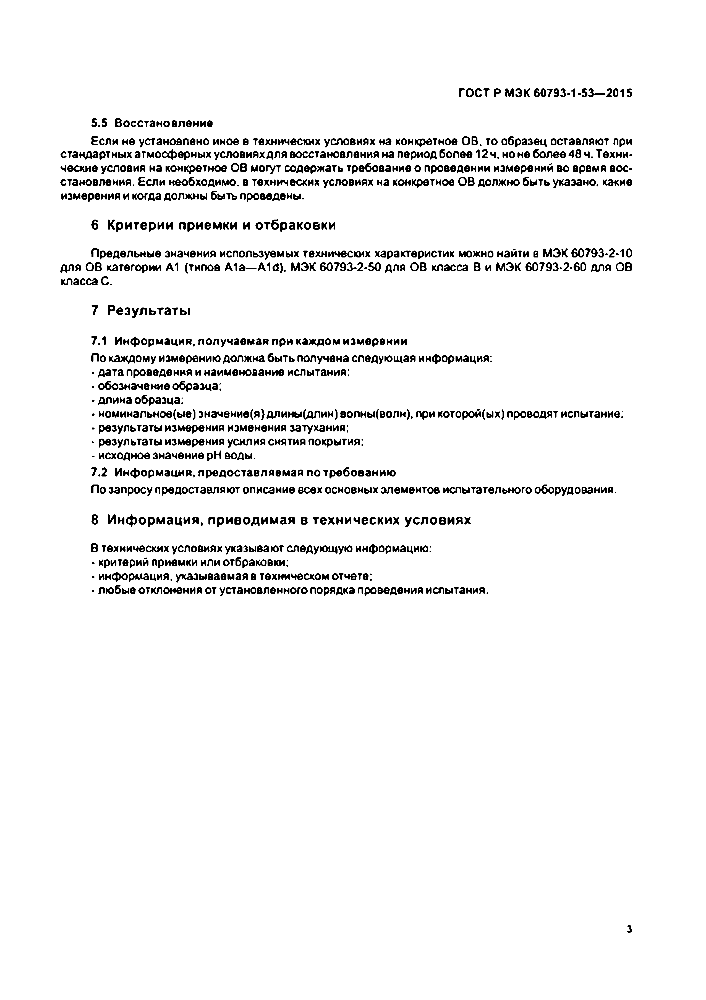 ГОСТ Р МЭК 60793-1-53—2015
5.5 Восстановление
Если не установлено иное в технических условиях на конкретное ОВ, то образец оставляют при
стандартных атмосферных условиях для восстановления на период более 12 ч, но не более 48 ч. Техни-
ческие условия на конкретное ОВ могут содержать требование о проведении измерений во время вос-
становления. Если необходимо, в технических условиях на конкретное ОВ должно быть указано, какие
измерения и когда должны быть проведены.
6 Критерии приемки и отбраковки
Предельные значения используемых технических характеристик можно найти в МЭК 60793-2-10
для ОВ категории А1 (типов А1а—А1d), МЭК 60793-2-50 для ОВ класса В и МЭК 60793-2-60 для ОВ
класса С.
7 Результаты
7.1 Информация, получаемая при каждом измерении
По каждому измерению должна быть получена следующая информация:
- дата проведения и наименование испытания;
- обозначение образца;
- длина образца;
- номинальное(ые) значение(я) длины(длин) волны(волн), при которой(ых) проводят испытание;
- результаты измерения изменения затухания;
- результаты измерения усилия снятия покрытия;
- исходное значение pH воды.
7.2 Информация, предоставляемая по требованию
По запросу предоставляют описание всех основных элементов испытательного оборудования.
8 Информация, приводимая в технических условиях
В технических условиях указывают следующую информацию:
- критерий приемки или отбраковки;
- информация, указываемая в техническом отчете;
- любые отклонения от установленного порядка проведения испытания.
3